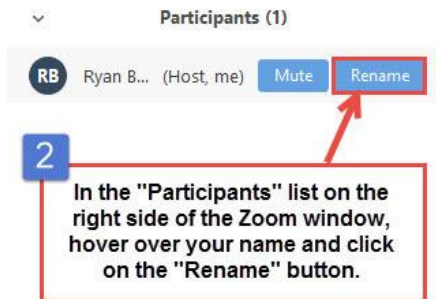 Participants (1)
RB Ryan B... (Host, me) Mute Rename
2
In the "Participants" list on the
right side of the Zoom window,
hover over your name and click
on the "Rename" button.